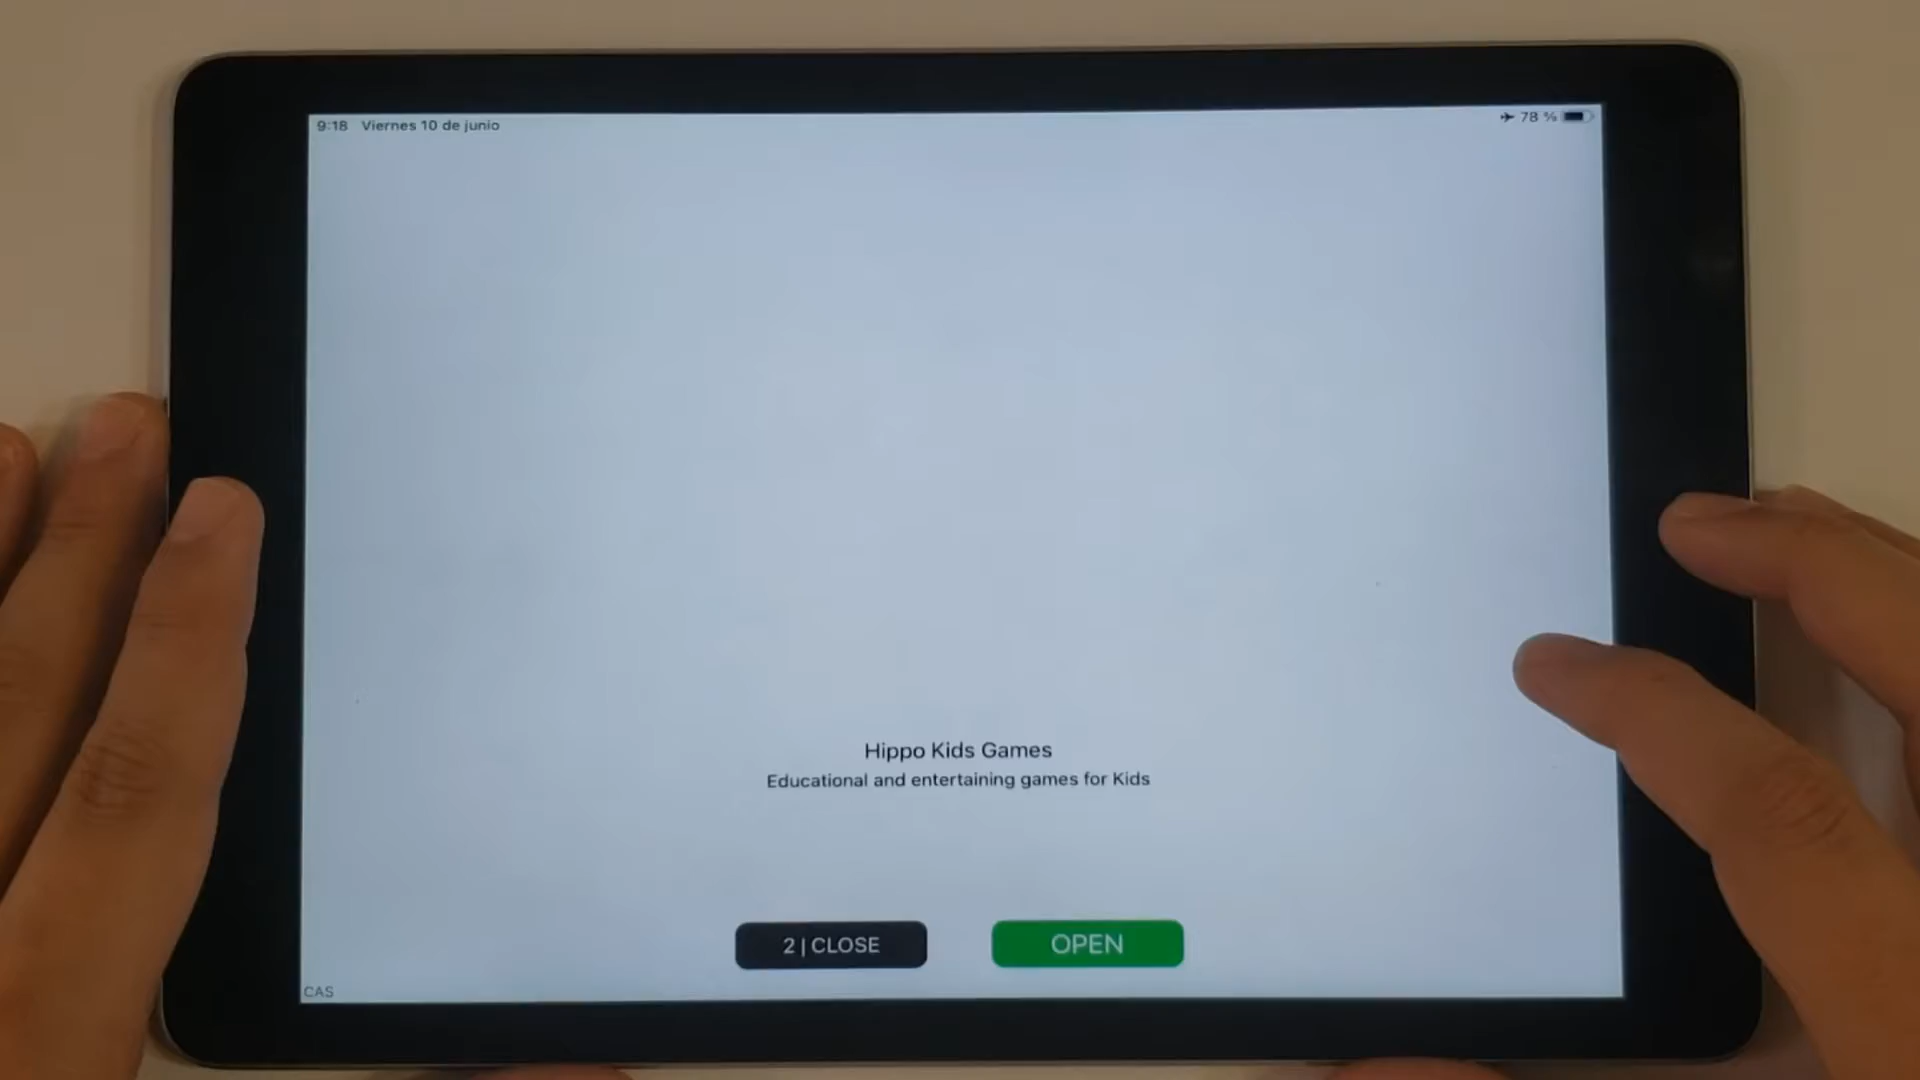 9:18 Viernes 10 de junio
78 %
Hippo Kids Games
Educational and entertaining games for Kids
2 | CLOSE
OPEN
CAS